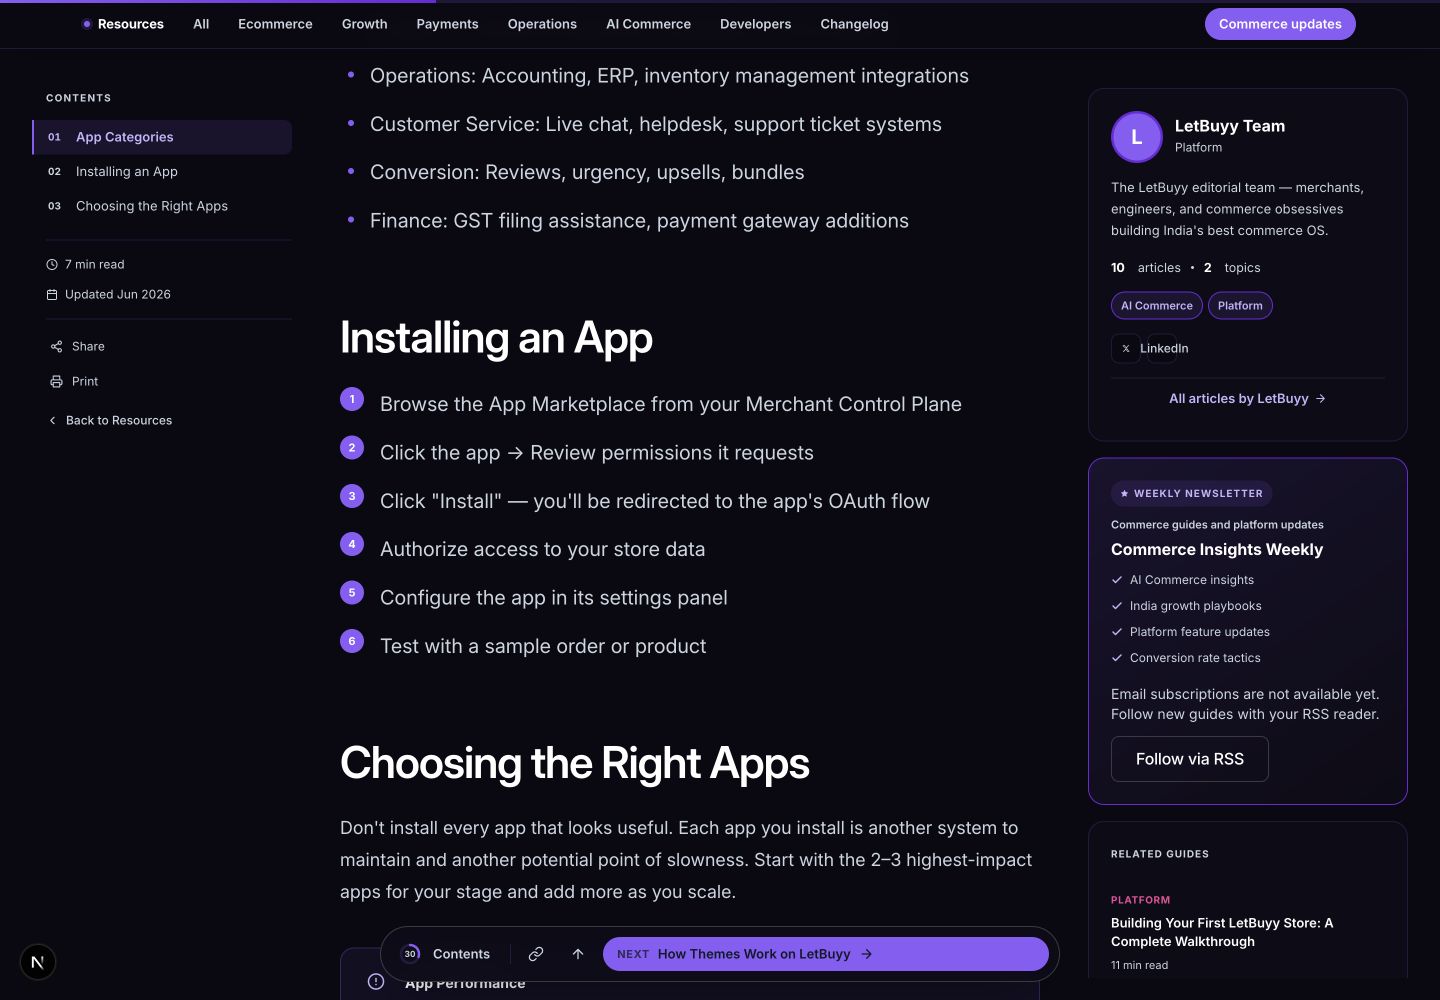 Resources
All
Ecommerce
Growth
Payments
Operations
AI Commerce
Developers
Changelog
Commerce updates
CONTENTS
01 App Categories
02 Installing an App
03 Choosing the Right Apps
7 min read
Updated Jun 2026
Share
Print
Back to Resources
Operations: Accounting, ERP, inventory management integrations
Customer Service: Live chat, helpdesk, support ticket systems
Conversion: Reviews, urgency, upsells, bundles
Finance: GST filing assistance, payment gateway additions
Installing an App
1 Browse the App Marketplace from your Merchant Control Plane
2 Click the app → Review permissions it requests
3 Click "Install" — you'll be redirected to the app's OAuth flow
4 Authorize access to your store data
5 Configure the app in its settings panel
6 Test with a sample order or product
Choosing the Right Apps
Don't install every app that looks useful. Each app you install is another system to
maintain and another potential point of slowness. Start with the 2–3 highest-impact
apps for your stage and add more as you scale.
App Performance
30 Contents
NEXT How Themes Work on LetBuyy →
N
L
LetBuyy Team
Platform
The LetBuyy editorial team — merchants,
engineers, and commerce obsessives
building India's best commerce OS.
10 articles • 2 topics
AI Commerce
Platform
𝕏 LinkedIn
All articles by LetBuyy →
★ WEEKLY NEWSLETTER
Commerce guides and platform updates
Commerce Insights Weekly
✓ AI Commerce insights
✓ India growth playbooks
✓ Platform feature updates
✓ Conversion rate tactics
Email subscriptions are not available yet.
Follow new guides with your RSS reader.
Follow via RSS
RELATED GUIDES
PLATFORM
Building Your First LetBuyy Store: A
Complete Walkthrough
11 min read